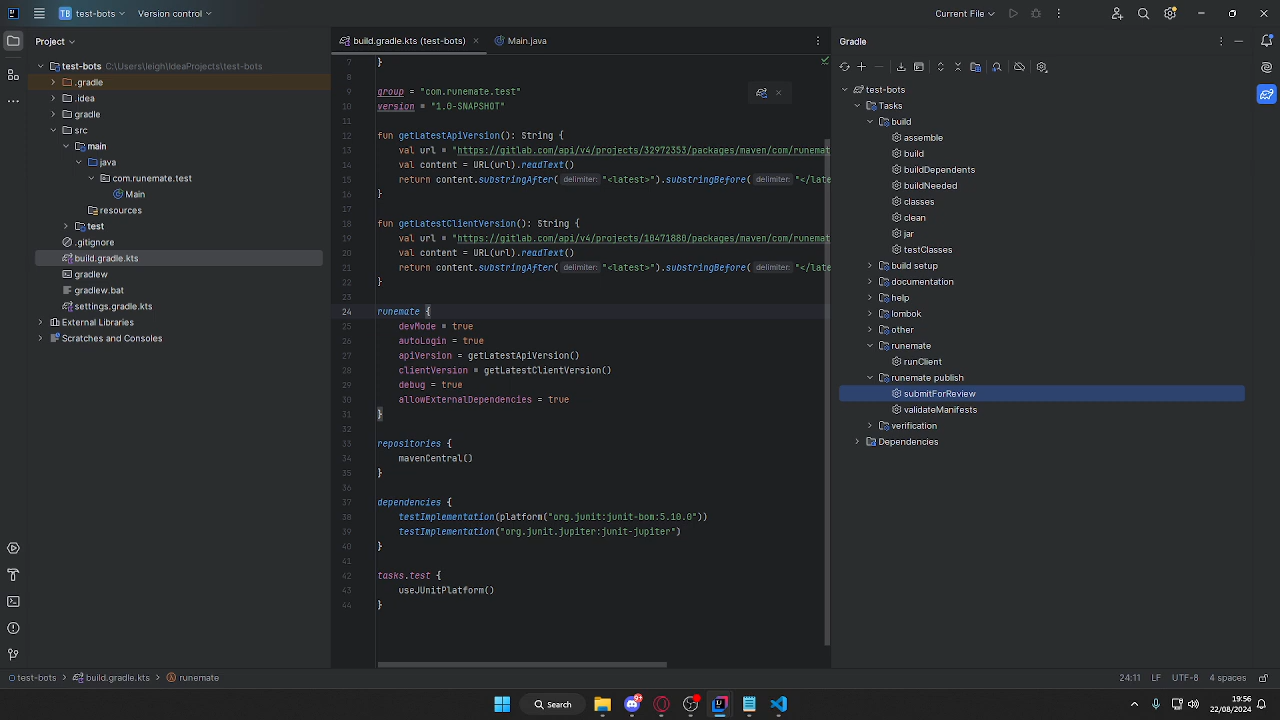 TB test-bots Version control Current File
Project
test-bots C:\Users\leigh\IdeaProjects\test-bots
.gradle
.idea
gradle
src
main
java
com.runemate.test
Main
resources
test
.gitignore
build.gradle.kts
gradlew
gradlew.bat
settings.gradle.kts
External Libraries
Scratches and Consoles
build.gradle.kts (test-bots) Main.java
7 }
8
9 group = "com.runemate.test"
10 version = "1.0-SNAPSHOT"
11
12 fun getLatestApiVersion(): String {
13 val url = "https://gitlab.com/api/v4/projects/32972353/packages/maven/com/runemat
14 val content = URL(url).readText()
15 return content.substringAfter( delimiter: "<latest>").substringBefore( delimiter: "</late
16 }
17
18 fun getLatestClientVersion(): String {
19 val url = "https://gitlab.com/api/v4/projects/10471880/packages/maven/com/runemat
20 val content = URL(url).readText()
21 return content.substringAfter( delimiter: "<latest>").substringBefore( delimiter: "</late
22 }
23
24 runemate {
25 devMode = true
26 autoLogin = true
27 apiVersion = getLatestApiVersion()
28 clientVersion = getLatestClientVersion()
29 debug = true
30 allowExternalDependencies = true
31 }
32
33 repositories {
34 mavenCentral()
35 }
36
37 dependencies {
38 testImplementation(platform("org.junit:junit-bom:5.10.0"))
39 testImplementation("org.junit.jupiter:junit-jupiter")
40 }
41
42 tasks.test {
43 useJUnitPlatform()
44 }
Gradle
test-bots
Tasks
build
assemble
build
buildDependents
buildNeeded
classes
clean
jar
testClasses
build setup
documentation
help
lombok
other
runemate
runClient
runemate publish
submitForReview
validateManifests
verification
Dependencies
test-bots > build.gradle.kts > runemate 24:11 LF UTF-8 4 spaces
Search
19:56
22/08/2024